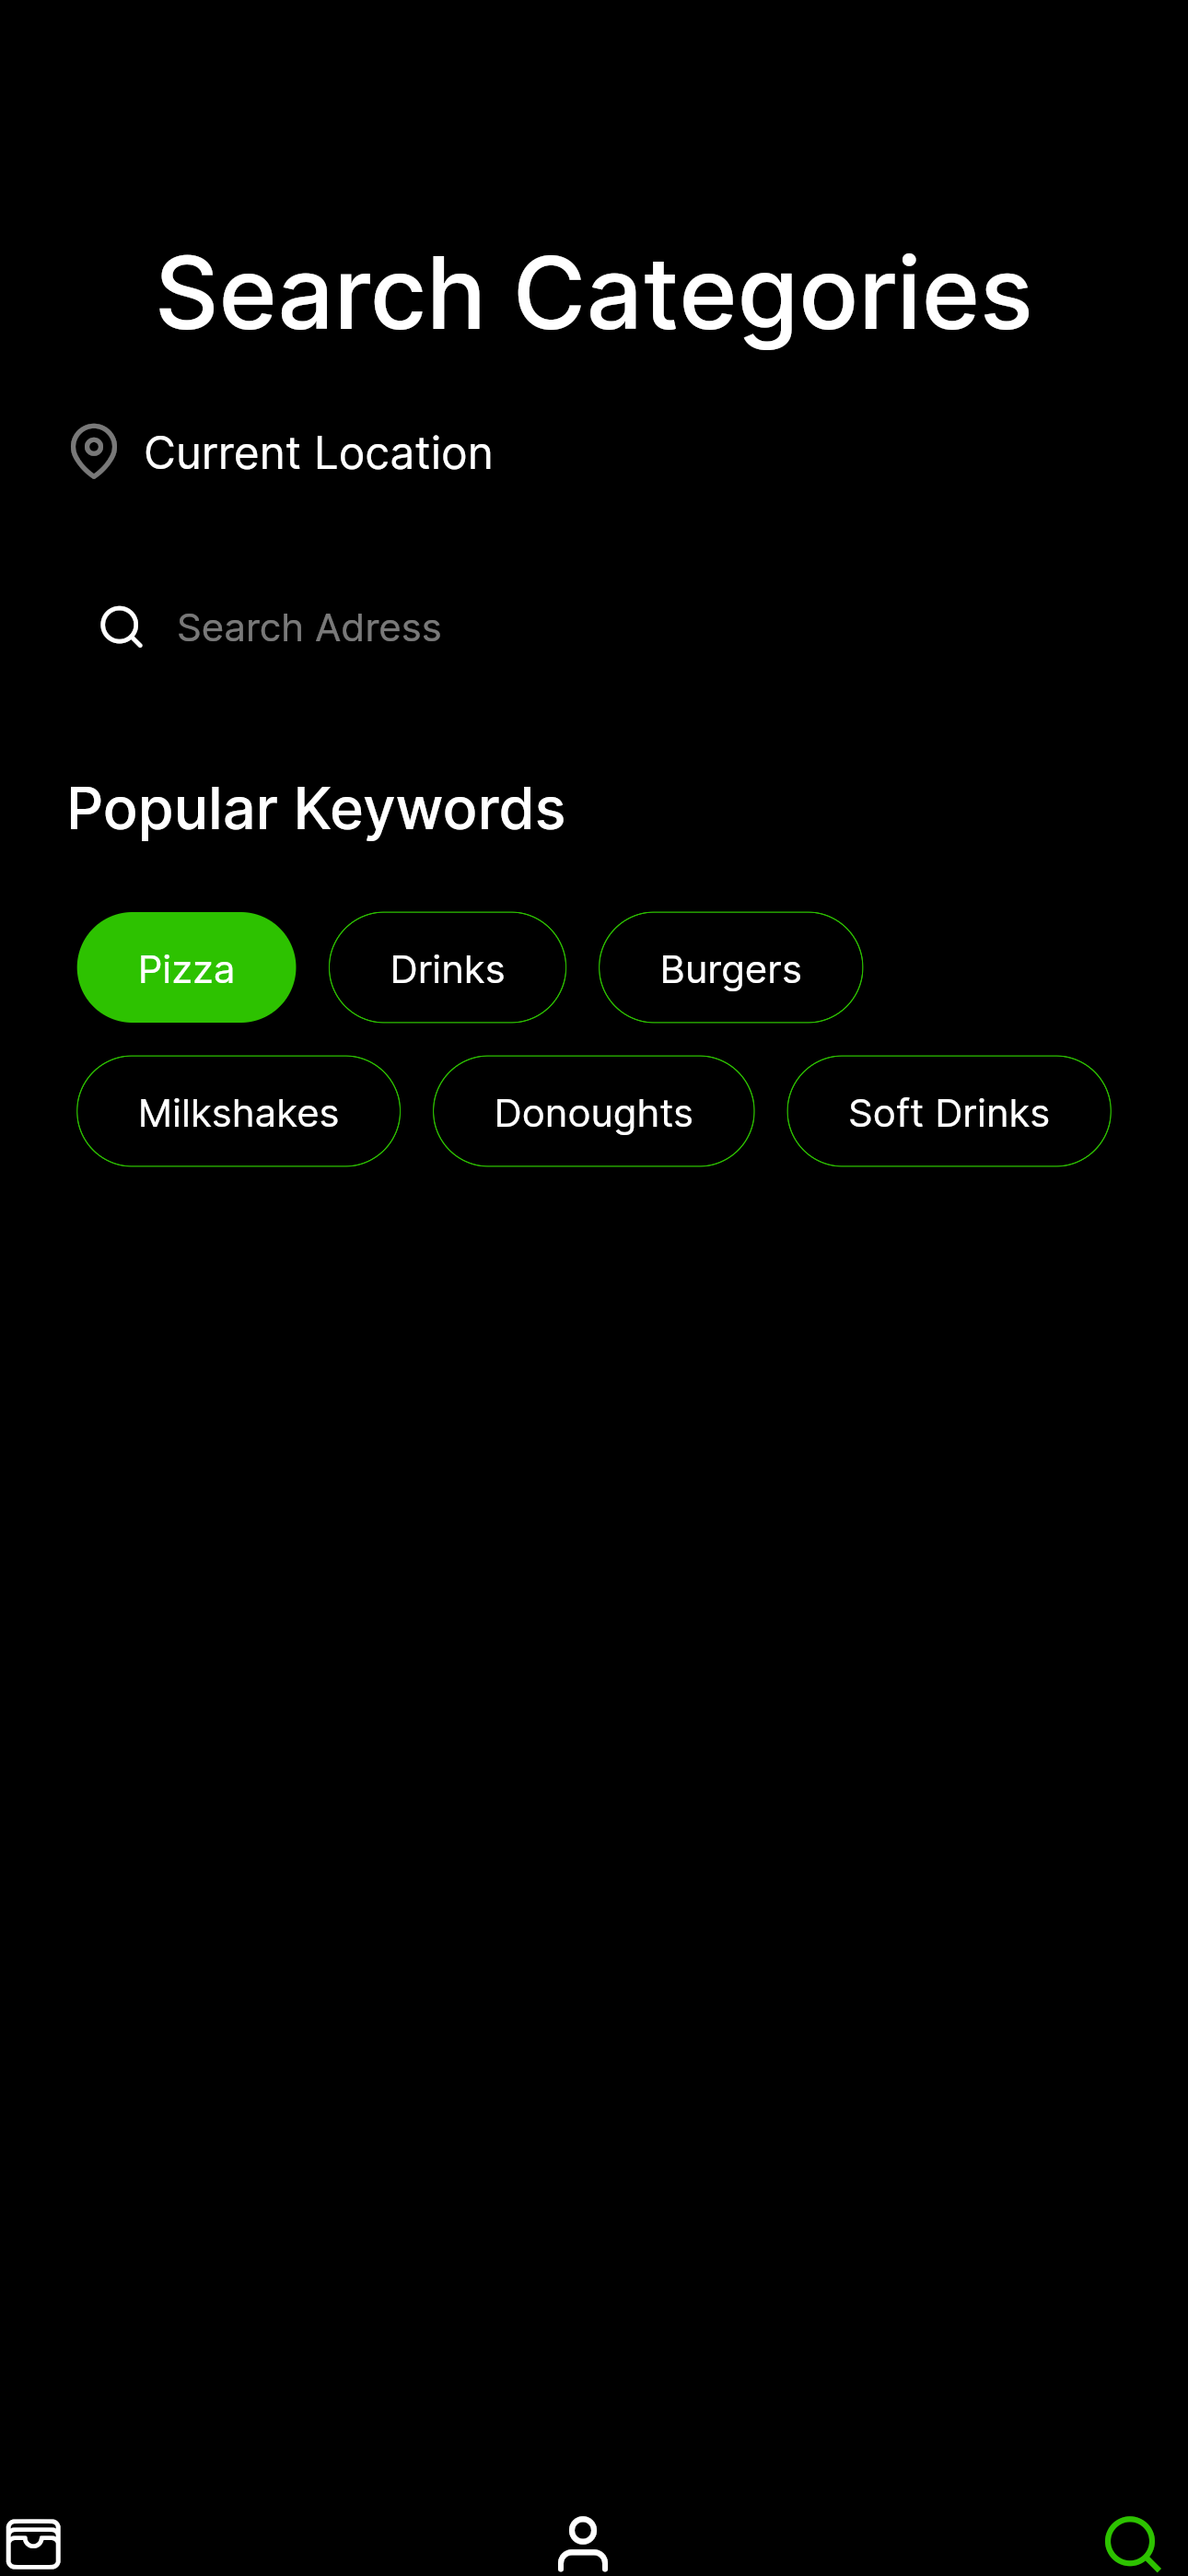 Search Categories
Current Location
Search Adress
Popular Keywords
Pizza Drinks Burgers
Milkshakes Donoughts Soft Drinks